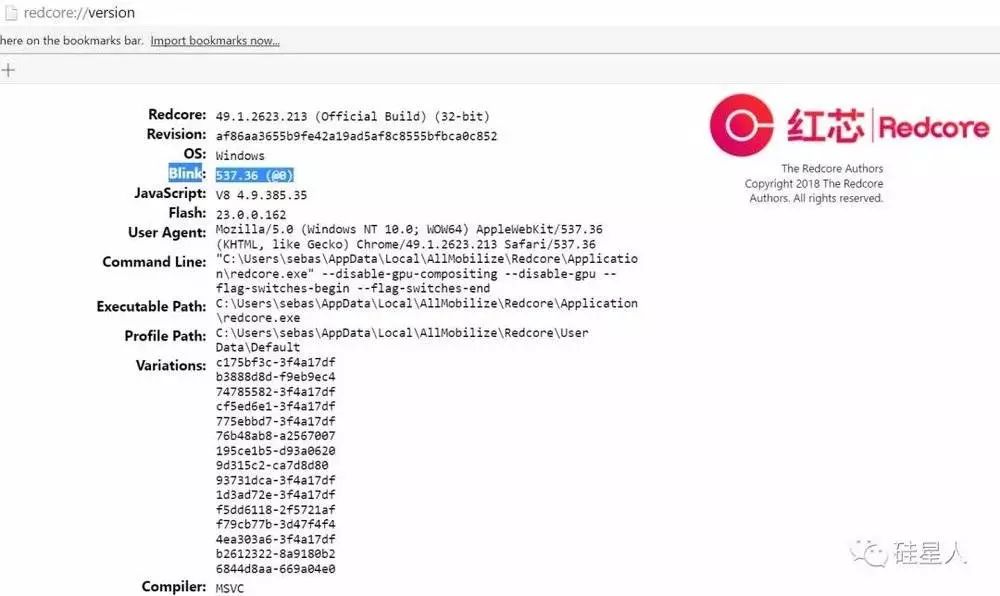 redcore://version
here on the bookmarks bar. Import bookmarks now...
红芯 Redcore
The Redcore Authors
Copyright 2018 The Redcore
Authors. All rights reserved.
Redcore: 49.1.2623.213 (Official Build) (32-bit)
Revision: af86aa3655b9fe42a19ad5af8c8555bfbca0c852
OS: Windows
Blink: 537.36 (@0)
JavaScript: V8 4.9.385.35
Flash: 23.0.0.162
User Agent: Mozilla/5.0 (Windows NT 10.0; WOW64) AppleWebKit/537.36
(KHTML, like Gecko) Chrome/49.1.2623.213 Safari/537.36
Command Line: "C:\Users\sebas\AppData\Local\AllMobilize\Redcore\Applicatio
n\redcore.exe" --disable-gpu-compositing --disable-gpu --
flag-switches-begin --flag-switches-end
Executable Path: C:\Users\sebas\AppData\Local\AllMobilize\Redcore\Application
\redcore.exe
Profile Path: C:\Users\sebas\AppData\Local\AllMobilize\Redcore\User
Data\Default
Variations: c175bf3c-3f4a17df
b3888d8d-f9eb9ec4
74785582-3f4a17df
cf5ed6e1-3f4a17df
775ebbd7-3f4a17df
76b48ab8-a2567007
195ce1b5-d93a0620
9d315c2-ca7d8d80
93731dca-3f4a17df
1d3ad72e-3f4a17df
f5dd6118-2f5721af
f79cb77b-3d47f4f4
4ea303a6-3f4a17df
b2612322-8a9180b2
6844d8aa-669a04e0
Compiler: MSVC
硅星人